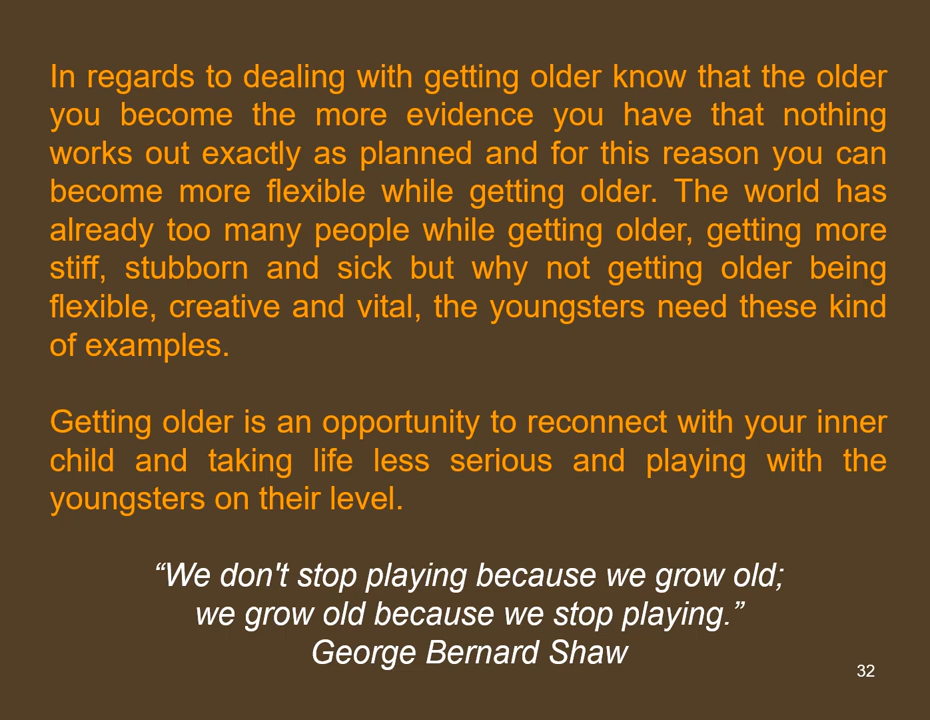 In regards to dealing with getting older know that the older
you become the more evidence you have that nothing
works out exactly as planned and for this reason you can
become more flexible while getting older. The world has
already too many people while getting older, getting more
stiff, stubborn and sick but why not getting older being
flexible, creative and vital, the youngsters need these kind
of examples.
Getting older is an opportunity to reconnect with your inner
child and taking life less serious and playing with the
youngsters on their level.
“We don't stop playing because we grow old;
we grow old because we stop playing.”
George Bernard Shaw
32